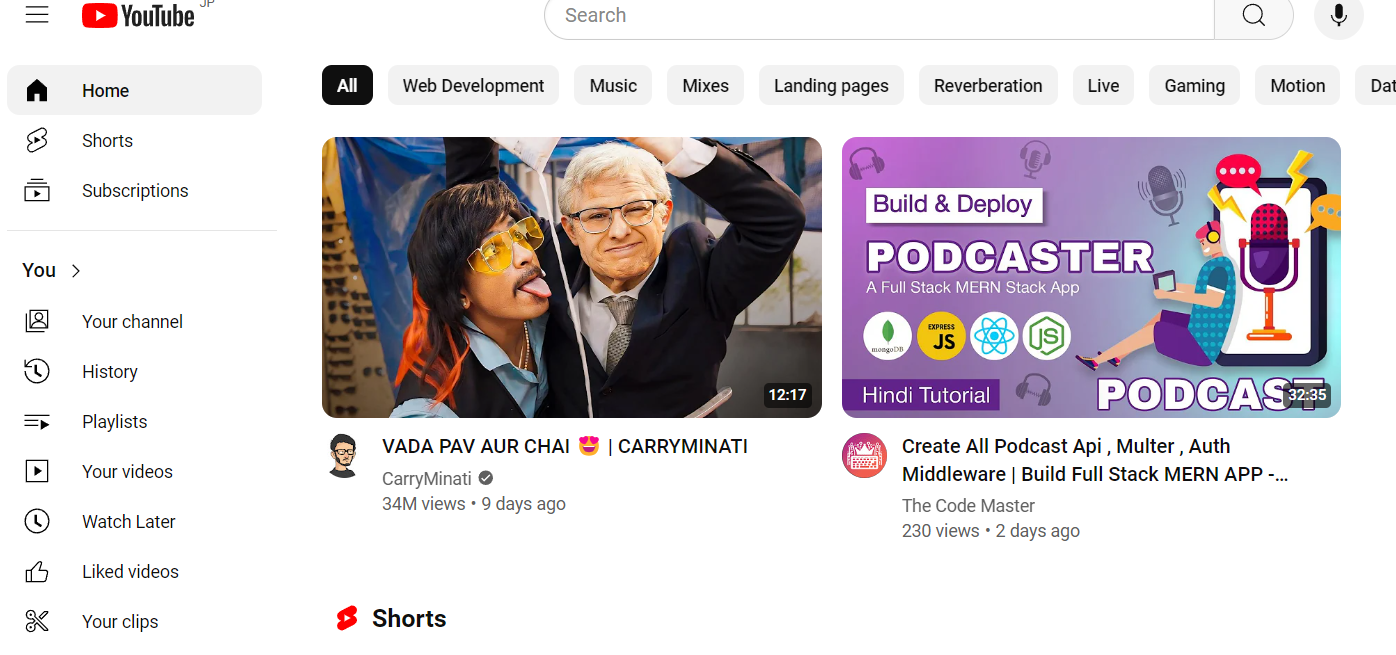 YouTube JP
Search
Home
Shorts
Subscriptions
You
Your channel
History
Playlists
Your videos
Watch Later
Liked videos
Your clips
All
Web Development
Music
Mixes
Landing pages
Reverberation
Live
Gaming
Motion
Dat
12:17
VADA PAV AUR CHAI 😍 | CARRYMINATI
CarryMinati
34M views • 9 days ago
Build & Deploy
PODCASTER
A Full Stack MERN Stack App
mongoDB
EXPRESS
JS
JS
Hindi Tutorial
PODCAST
32:35
Create All Podcast Api , Multer , Auth
Middleware | Build Full Stack MERN APP -...
The Code Master
230 views • 2 days ago
Shorts